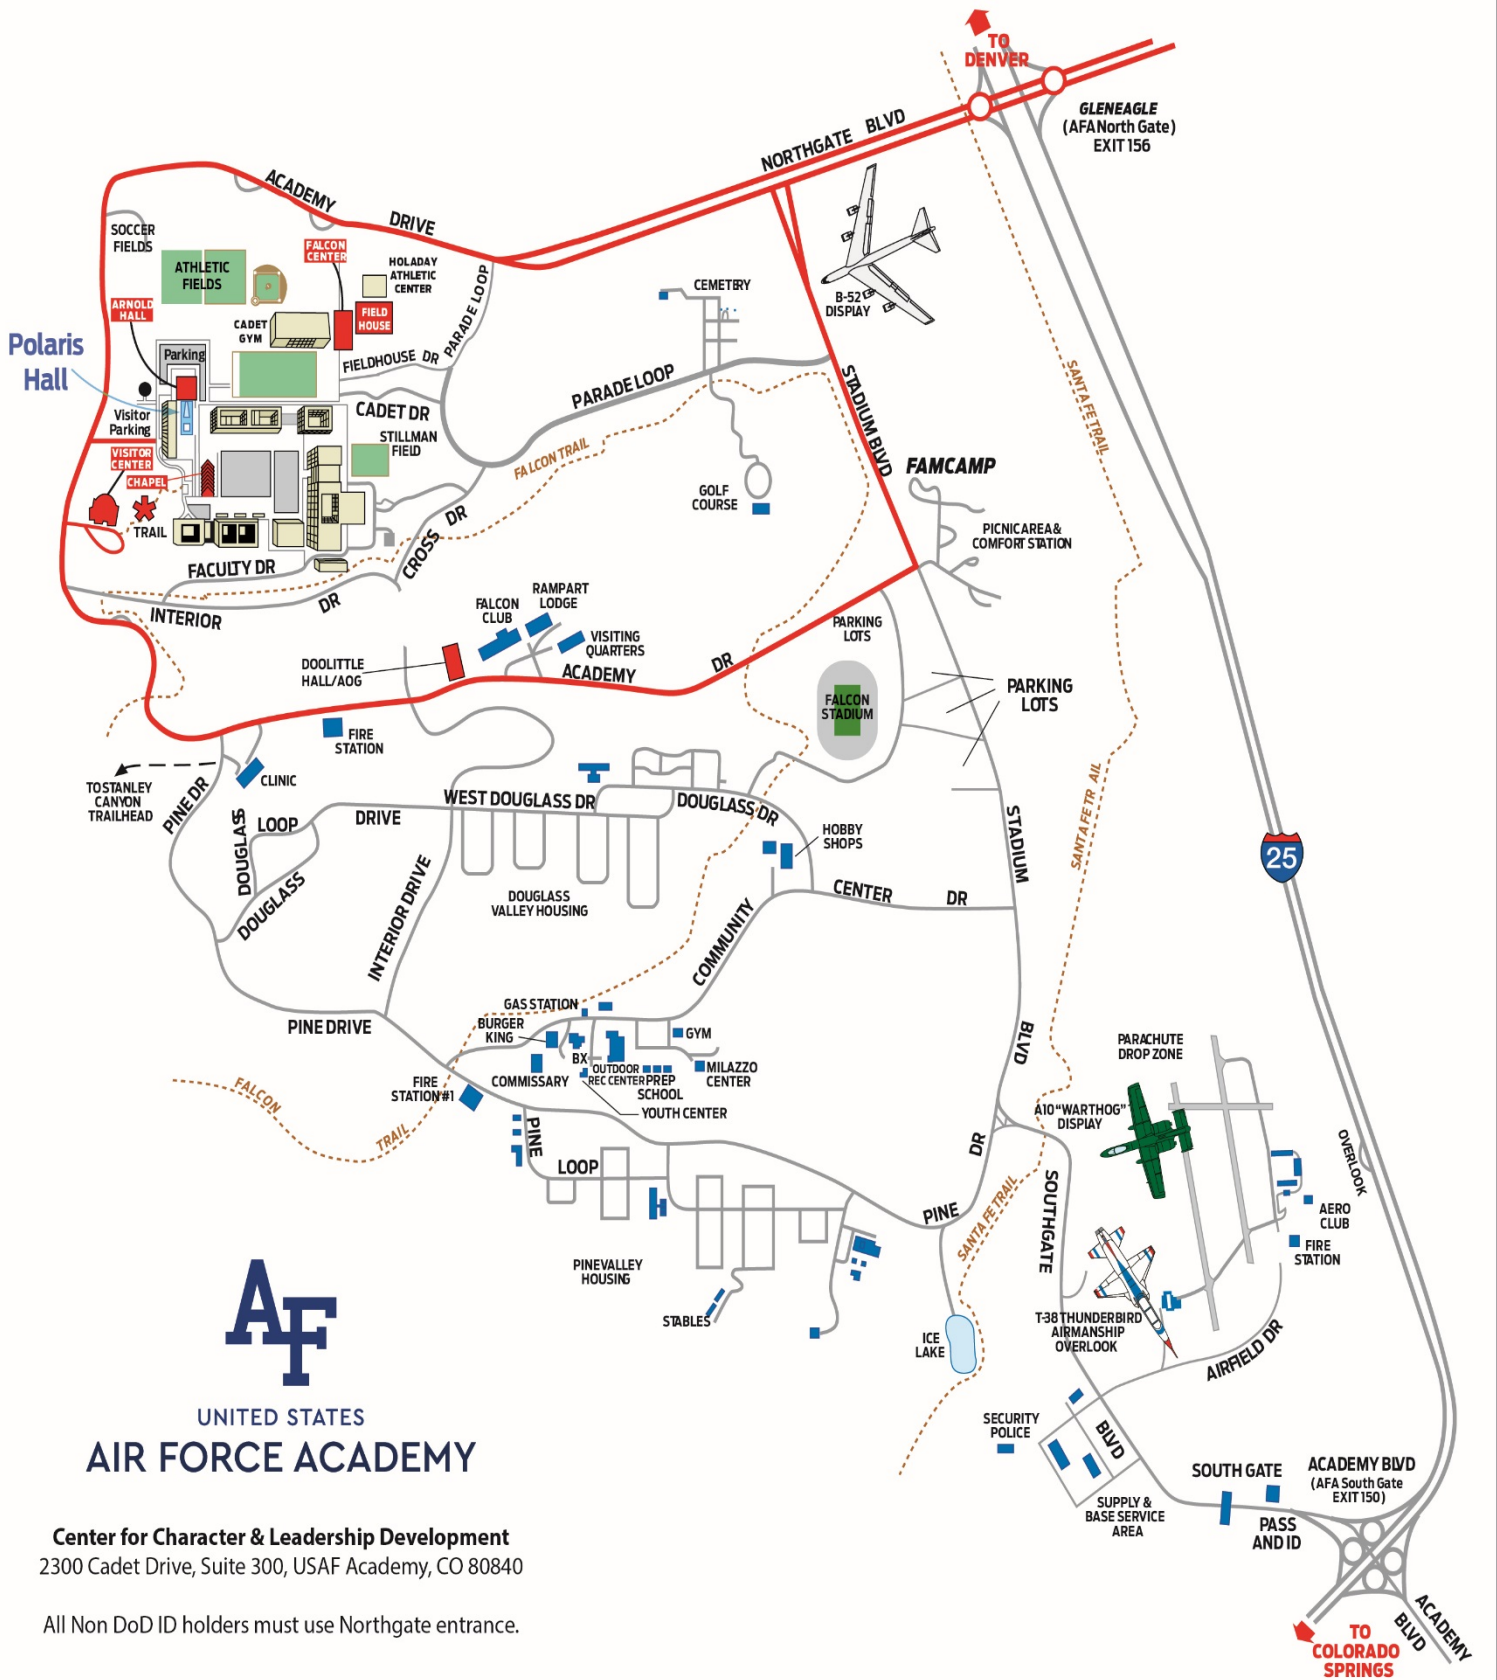 TO
DENVER
GLENEAGLE
(AFA North Gate)
EXIT 156
NORTHGATE BLVD
ACADEMY
DRIVE
SOCCER
FIELDS
ATHLETIC
FIELDS
FALCON
CENTER
HOLADAY
ATHLETIC
CENTER
ARNOLD
HALL
FIELD
HOUSE
CADET
GYM
PARADE LOOP
FIELDHOUSE DR
Polaris
Hall
Parking
CEMETERY
B-52
DISPLAY
PARADE LOOP
STADIUM BLVD
SANTA FE TRAIL
Visitor
Parking
CADET DR
STILLMAN
FIELD
VISITOR
CENTER
CHAPEL
TRAIL
FALCON TRAIL
GOLF
COURSE
FAMCAMP
PICNIC AREA &
COMFORT STATION
CROSS DR
FACULTY DR
INTERIOR DR
FALCON
CLUB
RAMPART
LODGE
VISITING
QUARTERS
DOOLITTLE
HALL/AOG
ACADEMY DR
PARKING
LOTS
FALCON
STADIUM
PARKING
LOTS
FIRE
STATION
CLINIC
TO STANLEY
CANYON
TRAILHEAD
PINE DR
DOUGLASS
LOOP
DRIVE
WEST DOUGLASS DR
DOUGLASS DR
DOUGLASS
HOBBY
SHOPS
STADIUM
SANTA FE TR AIL
25
DOUGLASS
VALLEY HOUSING
INTERIOR DRIVE
COMMUNITY
CENTER DR
PINE DRIVE
GAS STATION
BURGER
KING
BX
GYM
COMMISSARY
OUTDOOR
REC CENTER
PREP
SCHOOL
MILAZZO
CENTER
YOUTH CENTER
FIRE
STATION #1
FALCON
TRAIL
BLVD
PARACHUTE
DROP ZONE
A10 "WARTHOG"
DISPLAY
PINE
LOOP
PINE
DR
SANTA FE TRAIL
SOUTHGATE
OVERLOOK
AERO
CLUB
FIRE
STATION
PINEVALLEY
HOUSING
STABLES
ICE
LAKE
T-38 THUNDERBIRD
AIRMANSHIP
OVERLOOK
AIRFIELD DR
SECURITY
POLICE
BLVD
SUPPLY &
BASE SERVICE
AREA
SOUTH GATE
PASS
AND ID
ACADEMY BLVD
(AFA South Gate
EXIT 150)
ACADEMY
BLVD
TO
COLORADO
SPRINGS
AF
UNITED STATES
AIR FORCE ACADEMY
Center for Character & Leadership Development
2300 Cadet Drive, Suite 300, USAF Academy, CO 80840
All Non DoD ID holders must use Northgate entrance.